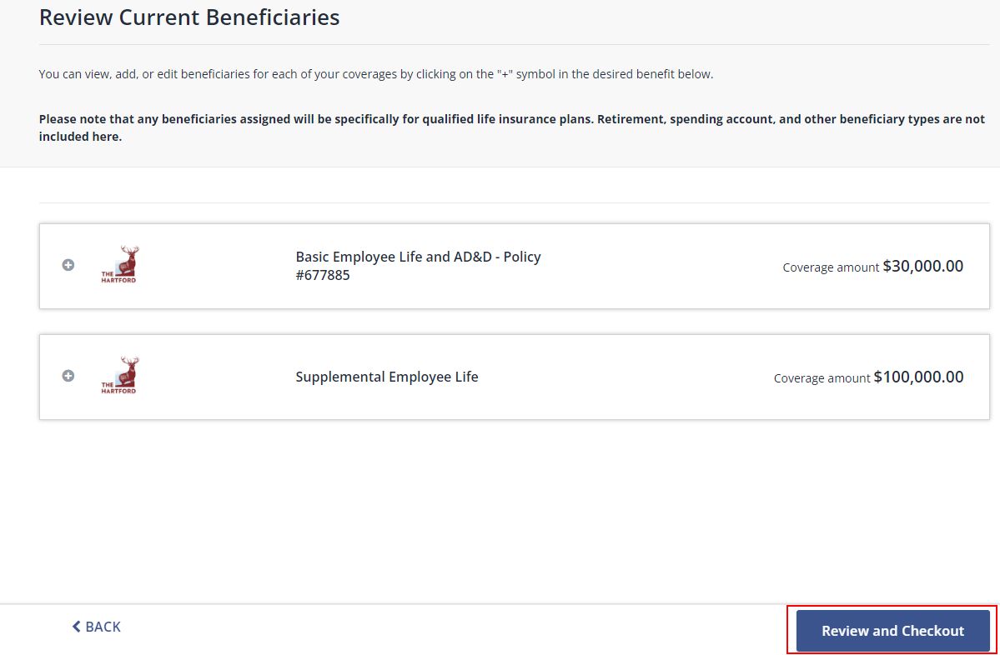 Review Current Beneficiaries
You can view, add, or edit beneficiaries for each of your coverages by clicking on the "+" symbol in the desired benefit below.
Please note that any beneficiaries assigned will be specifically for qualified life insurance plans. Retirement, spending account, and other beneficiary types are not
included here.
THE
HARTFORD
Basic Employee Life and AD&D - Policy
#677885
Coverage amount $30,000.00
THE
HARTFORD
Supplemental Employee Life
Coverage amount $100,000.00
BACK
Review and Checkout